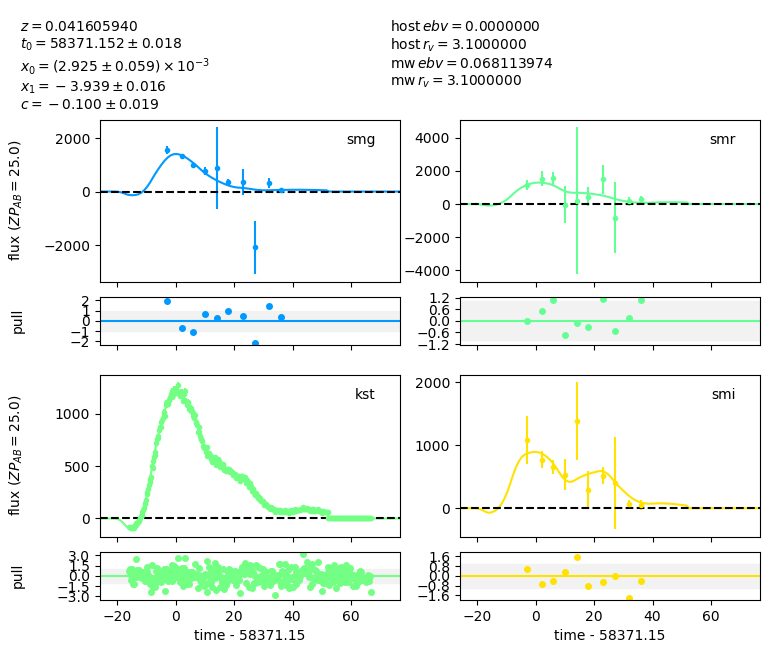 z = 0.041605940
t₀ = 58371.152 ± 0.018
x₀ = (2.925 ± 0.059) × 10⁻³
x₁ = −3.939 ± 0.016
c = −0.100 ± 0.019
host ebv = 0.0000000
host r_v = 3.1000000
mw ebv = 0.068113974
mw r_v = 3.1000000
flux (ZP_AB = 25.0)
2000
0
−2000
smg
4000
2000
0
−2000
−4000
smr
pull
2
1
0
−1
−2
1.2
0.6
0.0
−0.6
−1.2
flux (ZP_AB = 25.0)
1000
500
0
kst
2000
1000
0
smi
pull
3.0
1.5
0.0
−1.5
−3.0
−20 0 20 40 60
time - 58371.15
1.6
0.8
0.0
−0.8
−1.6
−20 0 20 40 60
time - 58371.15